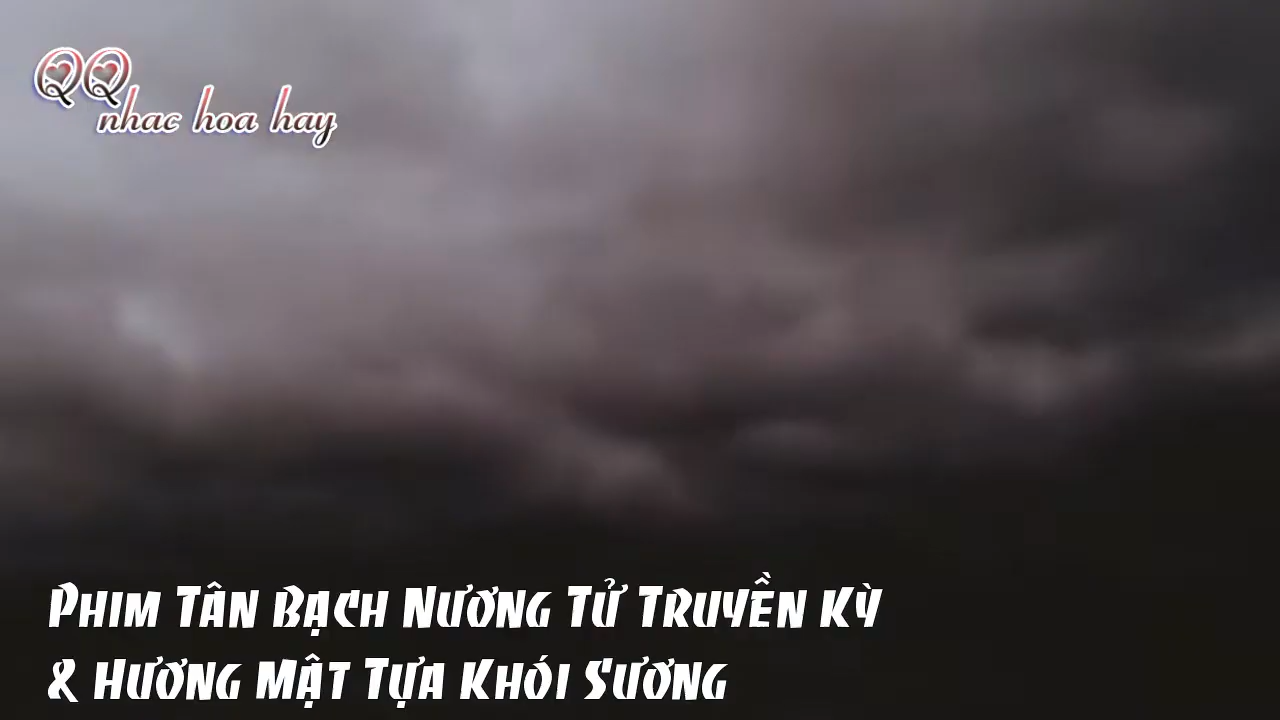 QQ
nhac hoa hay
Phim Tân Bạch Nương Tử Truyền Kỳ
& Hương Mật Tựa Khói Sương